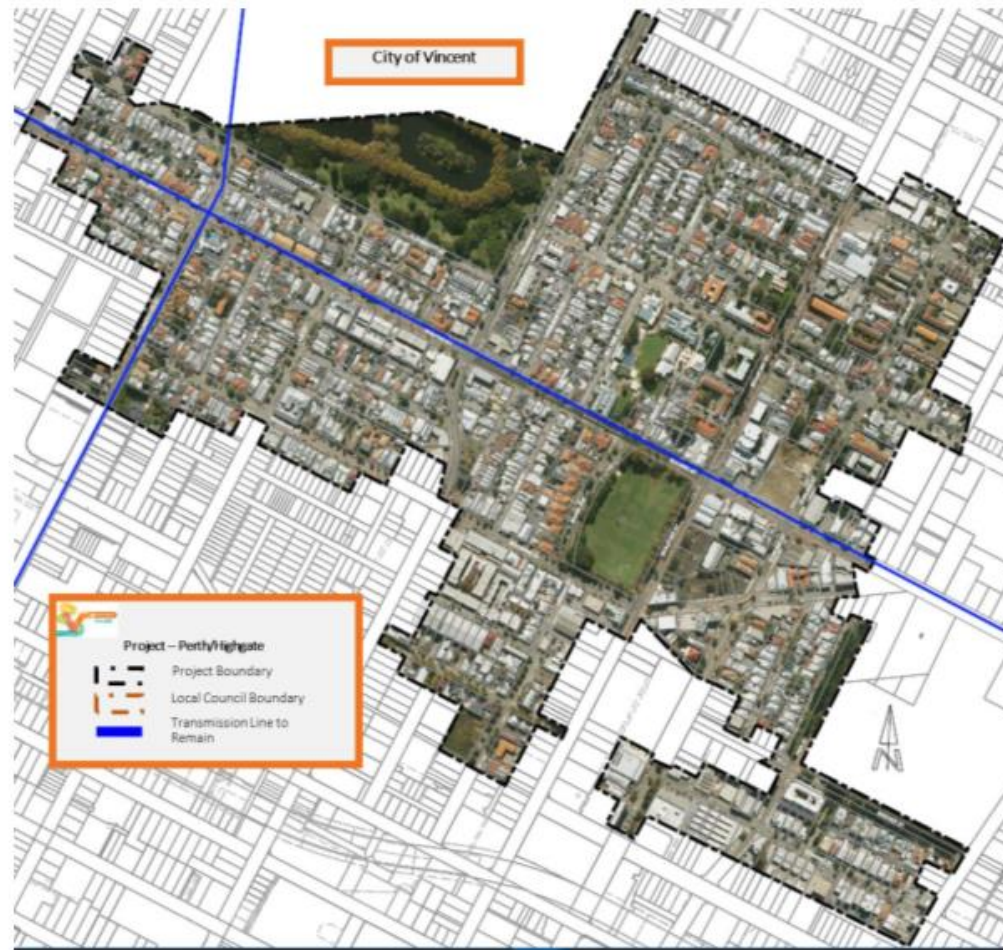 City of Vincent
Project – Perth/Highgate
Project Boundary
Local Council Boundary
Transmission Line to
Remain
N